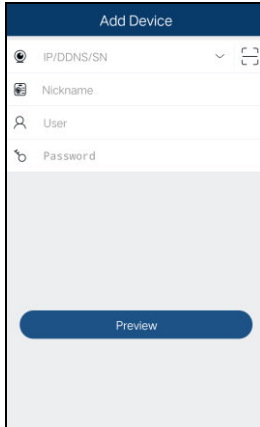 Add Device
IP/DDNS/SN
Nickname
User
Password
Preview